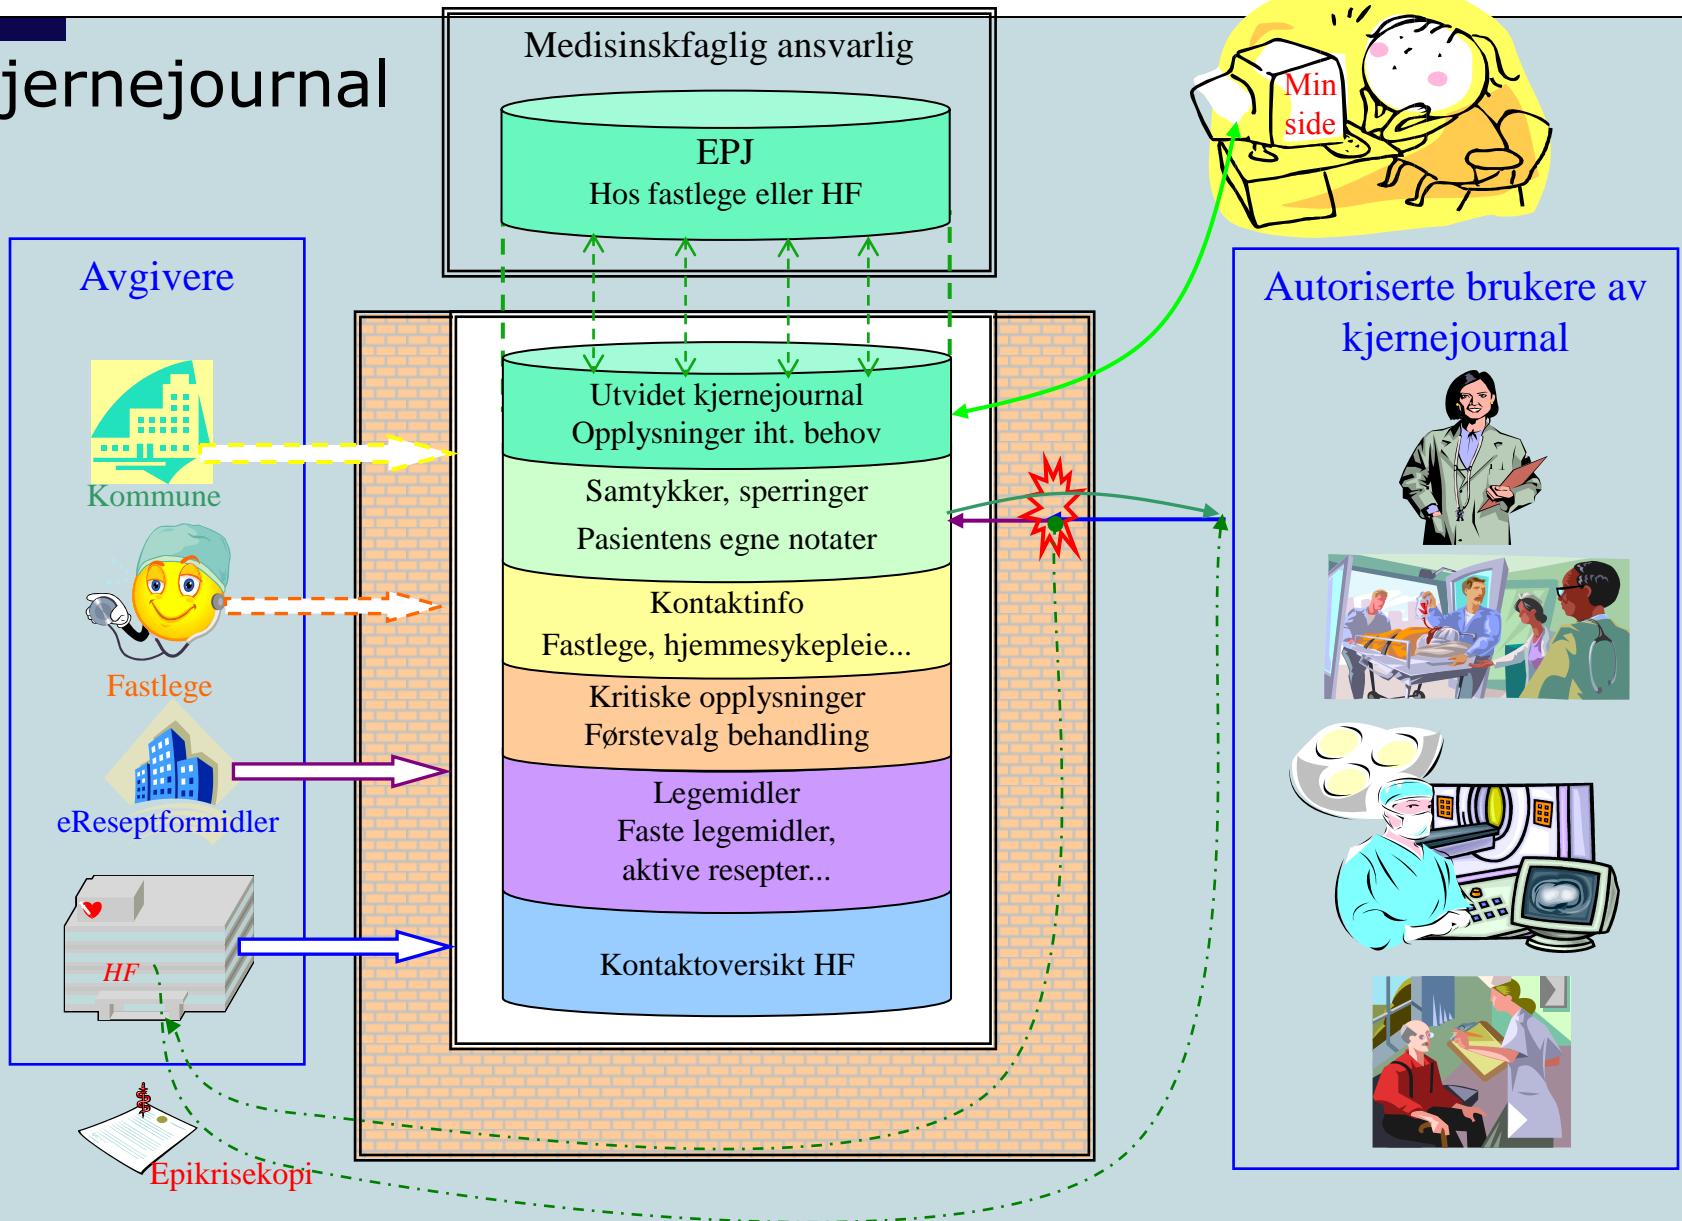 jernejournal
Medisinskfaglig ansvarlig
EPJ
Hos fastlege eller HF
Min
side
Avgivere
Kommune
Fastlege
eReseptformidler
HF
Epikrisekopi
Utvidet kjernejournal
Opplysninger iht. behov
Samtykker, sperringer
Pasientens egne notater
Kontaktinfo
Fastlege, hjemmesykepleie...
Kritiske opplysninger
Førstevalg behandling
Legemidler
Faste legemidler,
aktive resepter...
Kontaktoversikt HF
Autoriserte brukere av
kjernejournal